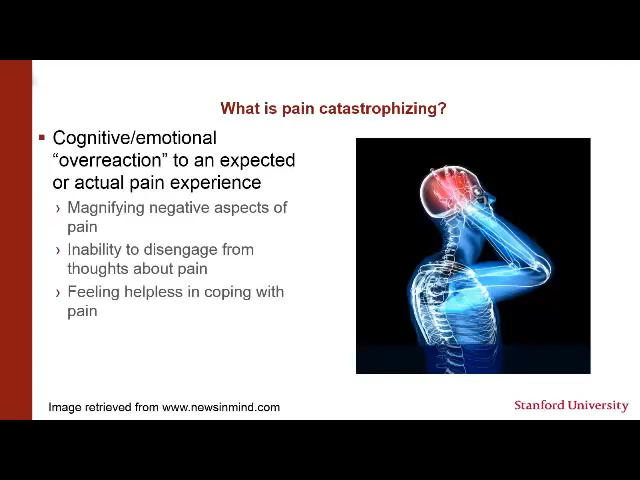 What is pain catastrophizing?
▪ Cognitive/emotional
“overreaction” to an expected
or actual pain experience
› Magnifying negative aspects of
pain
› Inability to disengage from
thoughts about pain
› Feeling helpless in coping with
pain
Image retrieved from www.newsinmind.com
Stanford University